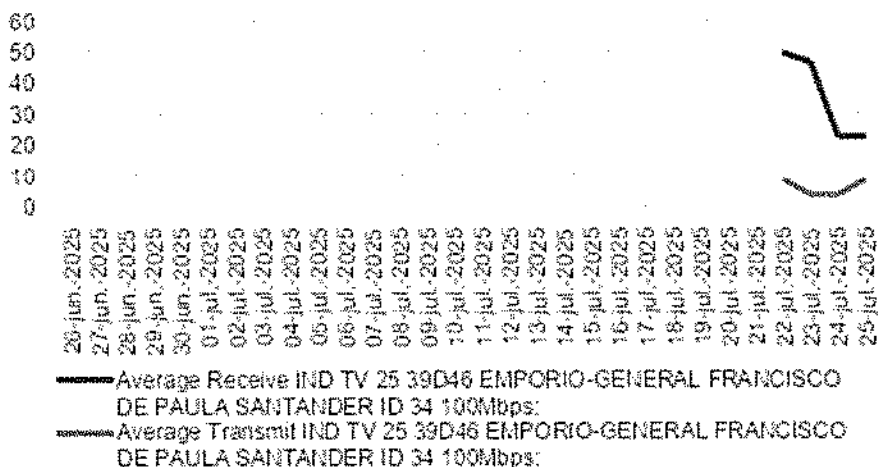 60
50
40
30
20
10
0
26-jun.-2025
27-jun.-2025
28-jun.-2025
29-jun.-2025
30-jun.-2025
01-jul.-2025
02-jul.-2025
03-jul.-2025
04-jul.-2025
05-jul.-2025
06-jul.-2025
07-jul.-2025
08-jul.-2025
09-jul.-2025
10-jul.-2025
11-jul.-2025
12-jul.-2025
13-jul.-2025
14-jul.-2025
15-jul.-2025
16-jul.-2025
17-jul.-2025
18-jul.-2025
19-jul.-2025
20-jul.-2025
21-jul.-2025
22-jul.-2025
23-jul.-2025
24-jul.-2025
25-jul.-2025
Average Receive IND TV 25 39D46 EMPORIO-GENERAL FRANCISCO
DE PAULA SANTANDER ID 34 100Mbps:
Average Transmit IND TV 25 39D46 EMPORIO-GENERAL FRANCISCO
DE PAULA SANTANDER ID 34 100Mbps: